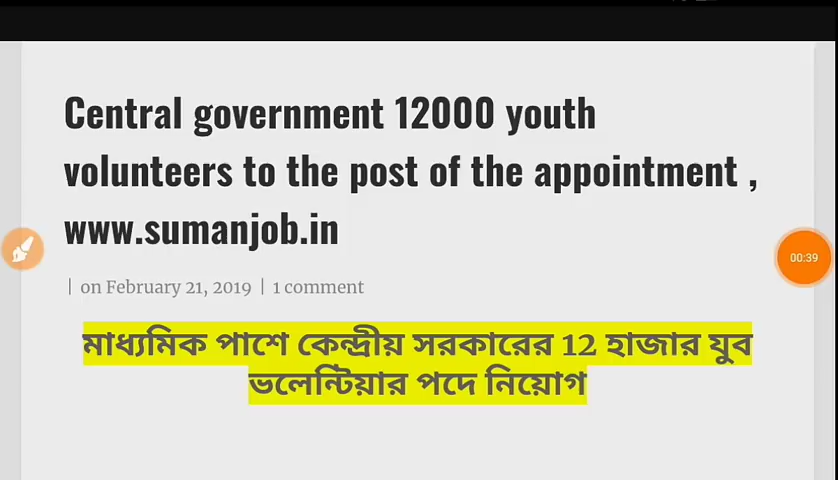 Central government 12000 youth
volunteers to the post of the appointment ,
www.sumanjob.in
| on February 21, 2019 | 1 comment
00:39
মাধ্যমিক পাশে কেন্দ্রীয় সরকারের 12 হাজার যুব
ভলেন্টিয়ার পদে নিয়োগ